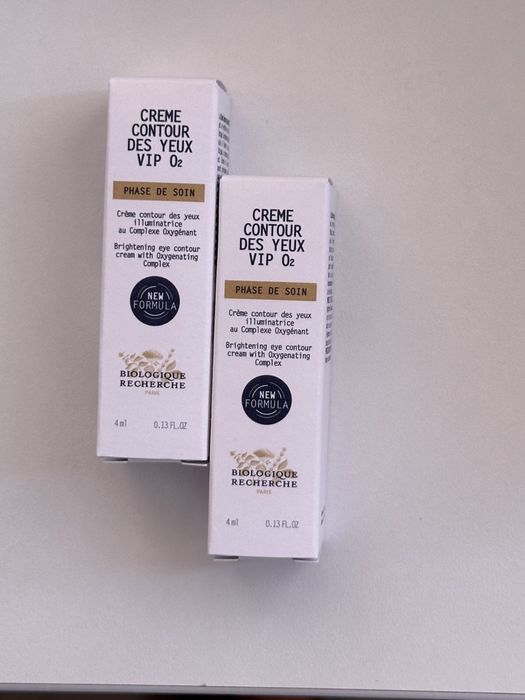 CREME
CONTOUR
DES YEUX
VIP O₂
PHASE DE SOIN
Crème contour des yeux
illuminatrice
au Complexe Oxygénant
Brightening eye contour
cream with Oxygenating
Complex
NEW
FORMULA
BIOLOGIQUE
RECHERCHE
PARIS
4 ml 0.13 FL.OZ
CREME
CONTOUR
DES YEUX
VIP O₂
PHASE DE SOIN
Crème contour des yeux
illuminatrice
au Complexe Oxygénant
Brightening eye contour
cream with Oxygenating
Complex
NEW
FORMULA
BIOLOGIQUE
RECHERCHE
PARIS
4 ml 0.13 FL.OZ